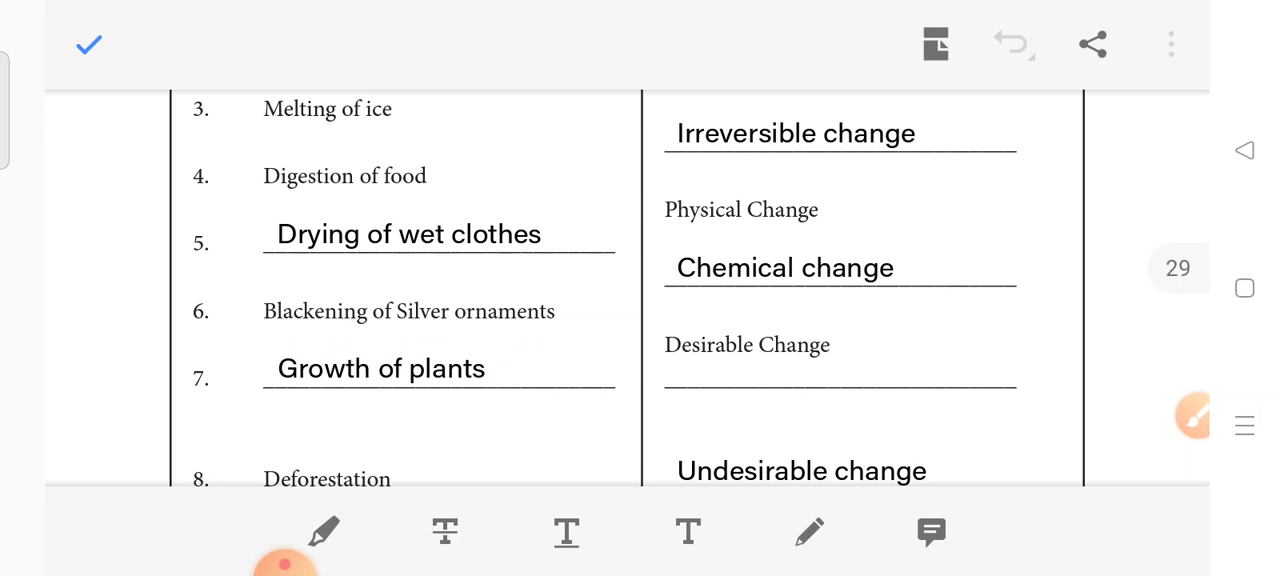 3. Melting of ice
Irreversible change
4. Digestion of food
Physical Change
5. Drying of wet clothes
Chemical change
29
6. Blackening of Silver ornaments
Desirable Change
7. Growth of plants
Undesirable change
8. Deforestation